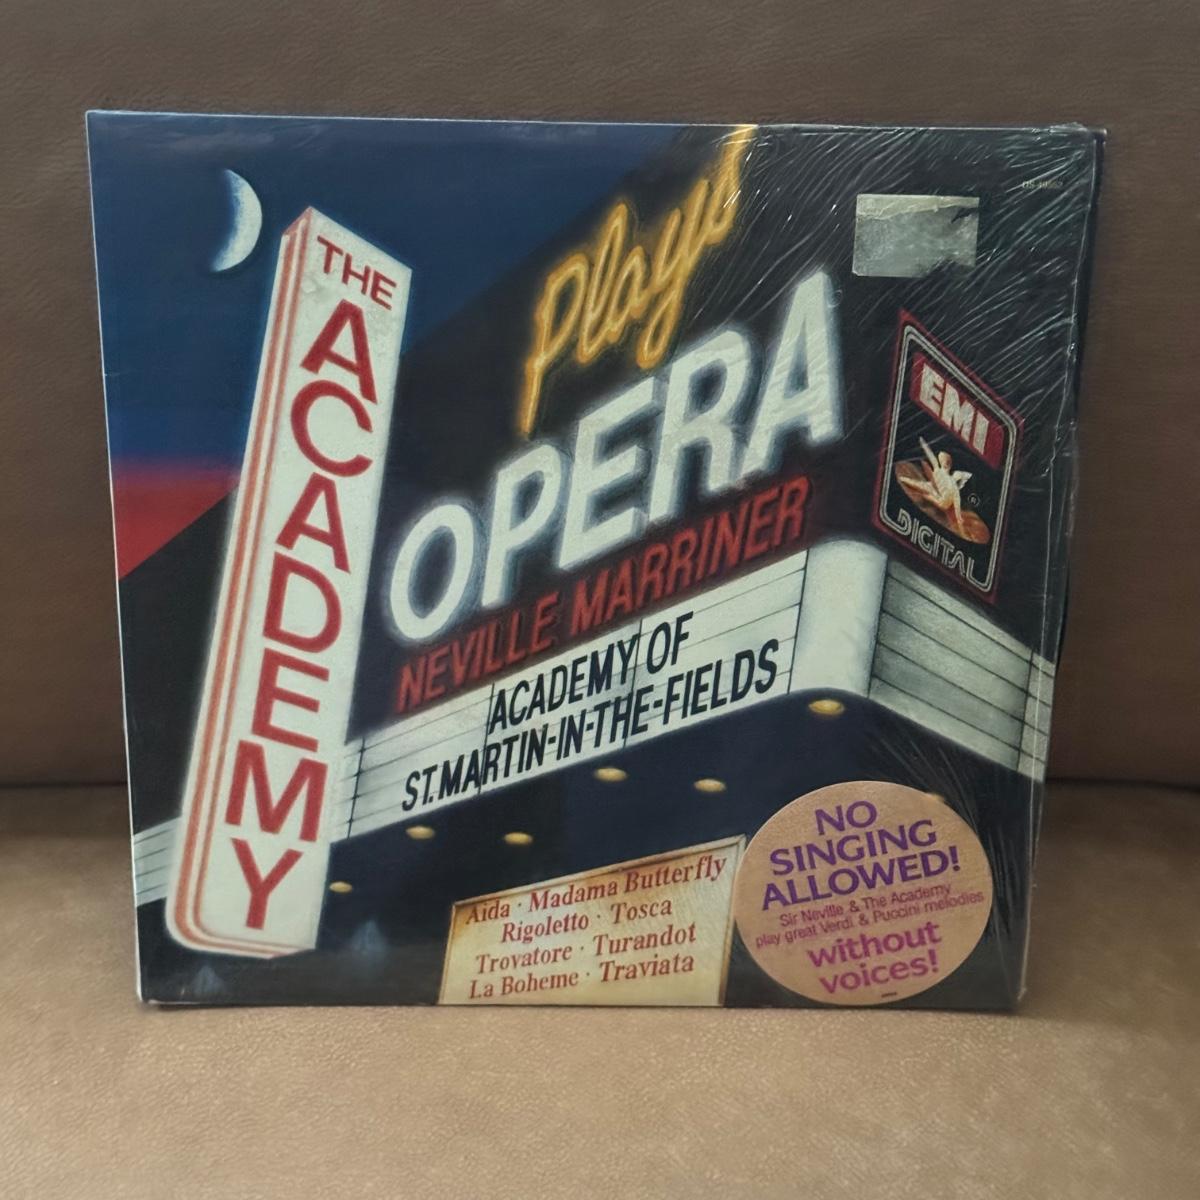 THE
ACADEMY
Plays
OPERA
NEVILLE MARRINER
ACADEMY OF
ST. MARTIN-IN-THE-FIELDS
EMI
®
DIGITAL
Aida · Madama Butterfly
Rigoletto · Tosca
Trovatore · Turandot
La Boheme · Traviata
NO
SINGING
ALLOWED!
Sir Neville & The Academy
play great Verdi & Puccini melodies
without
voices!